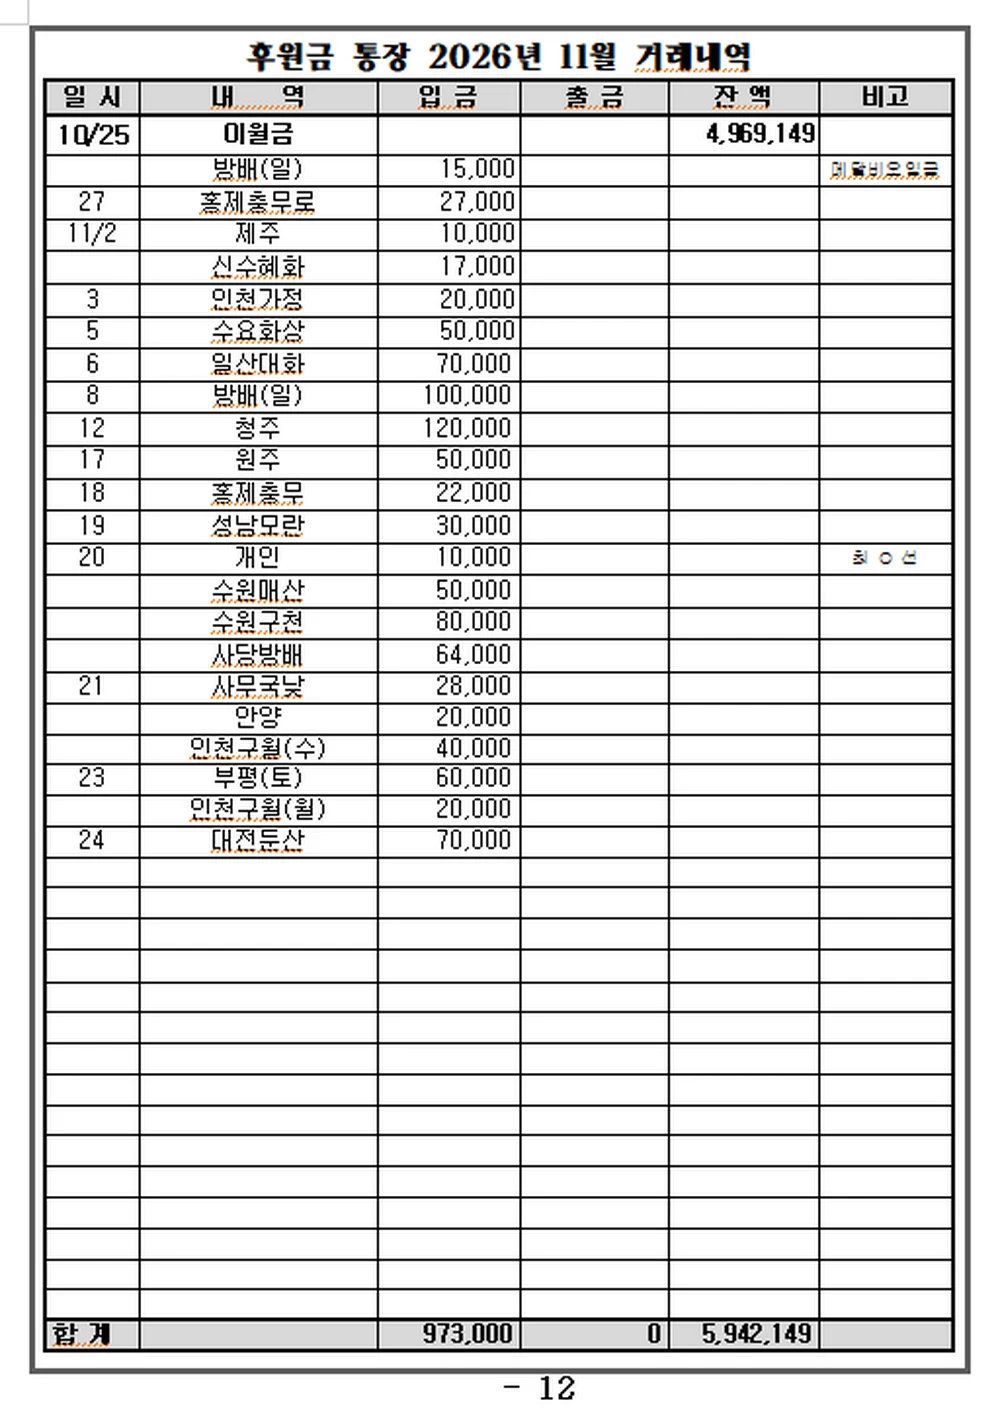 후원금 통장 2026년 11월 거래내역
일 시 내 역 입 금 출 금 잔 액 비고
10/25 이월금 4,969,149
방배(일) 15,000 메달비오입금
27 홍제충무로 27,000
11/2 제주 10,000
신수혜화 17,000
3 인천가정 20,000
5 수요화상 50,000
6 일산대화 70,000
8 방배(일) 100,000
12 청주 120,000
17 원주 50,000
18 홍제충무 22,000
19 성남모란 30,000
20 개인 10,000 최 ㅇ선
수원매산 50,000
수원구천 80,000
사당방배 64,000
21 사무국낮 28,000
안양 20,000
인천구월(수) 40,000
23 부평(토) 60,000
인천구월(월) 20,000
24 대전둔산 70,000
합 계 973,000 0 5,942,149
- 12